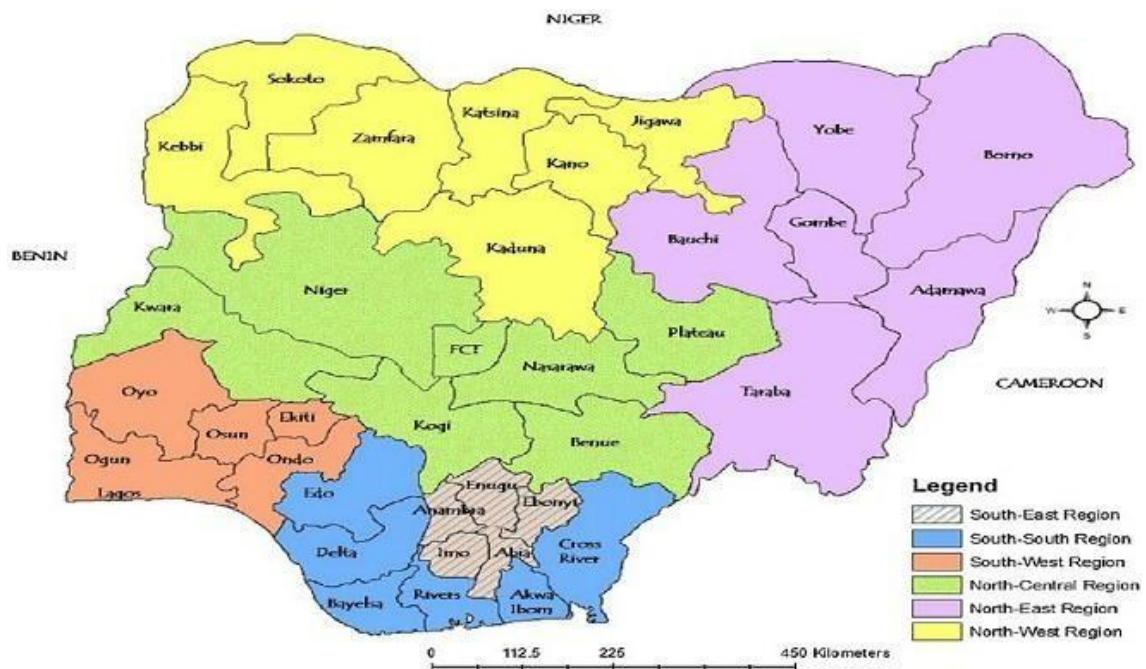 NIGER
Sokoto
Katsina
Jigawa
Yobe
Kebbi
Zamfara
Kano
Borno
Gombe
Bauchi
Kaduna
BENIN
Niger
Adamawa
Kwara
N
W E
S
Plateau
FCT
Nasarawa
CAMEROON
Oyo
Taraba
Ekiti
Kogi
Osun
Benue
Ogun
Ondo
Lagos
Edo
Enugu
Ebonyi
Anambra
Delta
Imo
Abia
Cross
River
Bayelsa
Rivers
Akwa
Ibom
Legend
South-East Region
South-South Region
South-West Region
North-Central Region
North-East Region
North-West Region
0 112.5 225 450 Kilometers